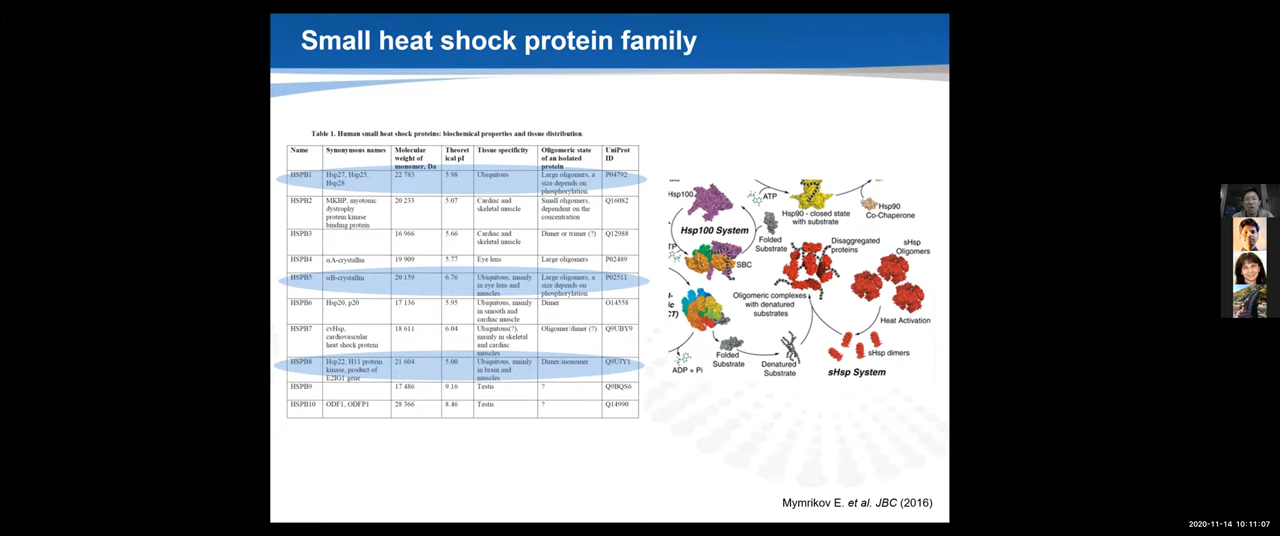 Small heat shock protein family
Table 1. Human small heat shock proteins: biochemical properties and tissue distribution.
Name Synonymous names Molecular weight of monomer, Da Theoret ical pI Tissue specificity Oligomeric state of an isolated protein UniProt ID
HSPB1 Hsp27, Hsp25, Hsp28 22 783 5.98 Ubiquitous Large oligomers, a size depends on phosphorylation P04792
HSPB2 MKBP, myotonic dystrophy protein kinase binding protein 20 233 5.07 Cardiac and skeletal muscle Small oligomers, dependent on the concentration Q16082
HSPB3 16 966 5.66 Cardiac and skeletal muscle Dimer or trimer (?) Q12988
HSPB4 αA-crystallin 19 909 5.77 Eye lens Large oligomers P02489
HSPB5 αB-crystallin 20 159 6.76 Ubiquitous, mainly in eye lens and muscles Large oligomers, a size depends on phosphorylation P02511
HSPB6 Hsp20, p20 17 136 5.95 Ubiquitous, mainly in smooth and cardiac muscle Dimer O14558
HSPB7 cvHsp, cardiovascular heat shock protein 18 611 6.04 Ubiquitous(?), mainly in skeletal and cardiac muscles Oligomer/dimer (?) Q9UBY9
HSPB8 Hsp22, H11 protein kinase, product of E2IG1 gene 21 604 5.00 Ubiquitous, mainly in brain and muscles Dimer/monomer Q9UJY1
HSPB9 17 486 9.16 Testis ? Q9BQS6
HSPB10 ODF1, ODFP1 28 366 8.46 Testis ? Q14990
Hsp100
ATP
Hsp90 - closed state
with substrate
Hsp90
Co-Chaperone
Hsp100 System
Folded
Substrate
TP
SBC
Disaggregated
proteins
sHsp
Oligomers
Oligomeric complexes
with denatured
substrates
CT)
Heat Activation
Folded
Substrate
ADP + Pi
Denatured
Substrate
sHsp dimers
sHsp System
Mymrikov E. et al. JBC (2016)
2020-11-14 10:11:07